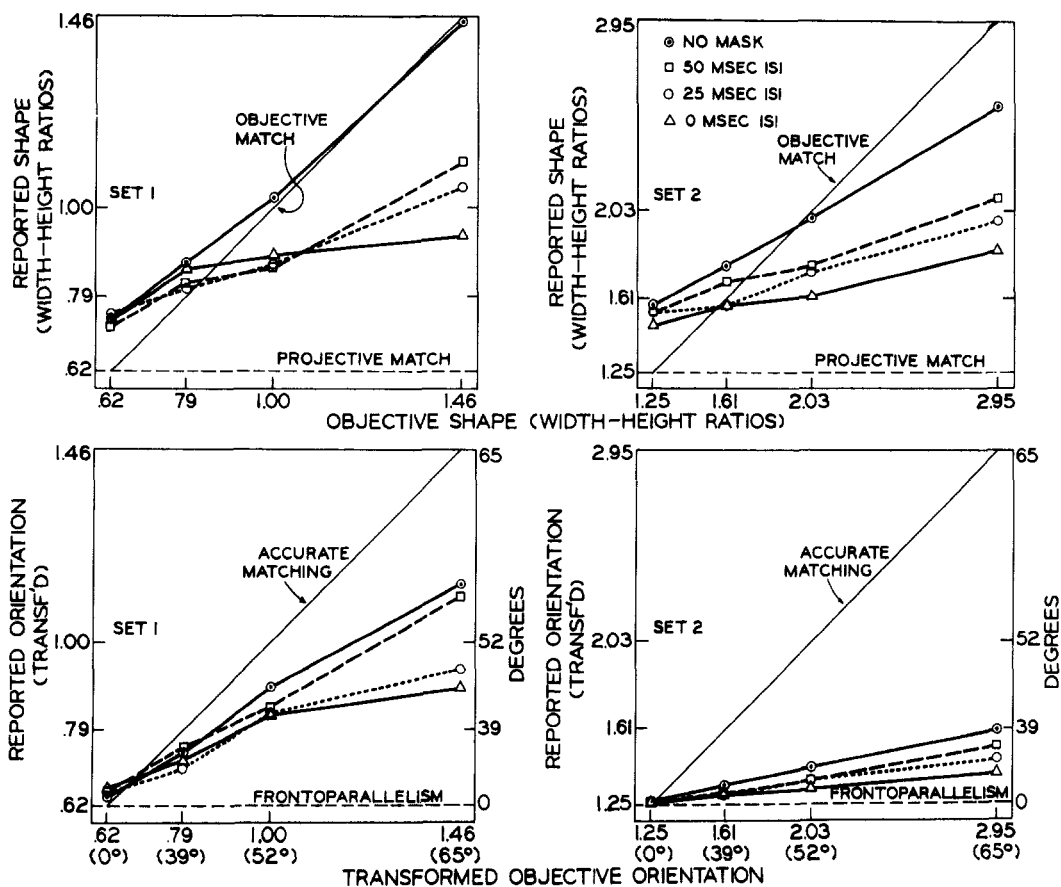 REPORTED SHAPE
(WIDTH-HEIGHT RATIOS)
1.46
1.00
.79
.62
SET 1
OBJECTIVE
MATCH
PROJECTIVE MATCH
.62
.79
1.00
1.46
REPORTED SHAPE
(WIDTH-HEIGHT RATIOS)
2.95
2.03
1.61
1.25
NO MASK
50 MSEC ISI
25 MSEC ISI
0 MSEC ISI
SET 2
OBJECTIVE
MATCH
PROJECTIVE MATCH
1.25
1.61
2.03
2.95
OBJECTIVE SHAPE (WIDTH-HEIGHT RATIOS)
REPORTED ORIENTATION
(TRANSF'D)
1.46
1.00
.79
.62
SET 1
ACCURATE
MATCHING
FRONTOPARALLELISM
65
52
39
0
DEGREES
.62
.79
1.00
1.46
(0°)
(39°)
(52°)
(65°)
REPORTED ORIENTATION
(TRANSF'D)
2.95
2.03
1.61
1.25
SET 2
ACCURATE
MATCHING
FRONTOPARALLELISM
65
52
39
0
DEGREES
1.25
1.61
2.03
2.95
(0°)
(39°)
(52°)
(65°)
TRANSFORMED OBJECTIVE ORIENTATION